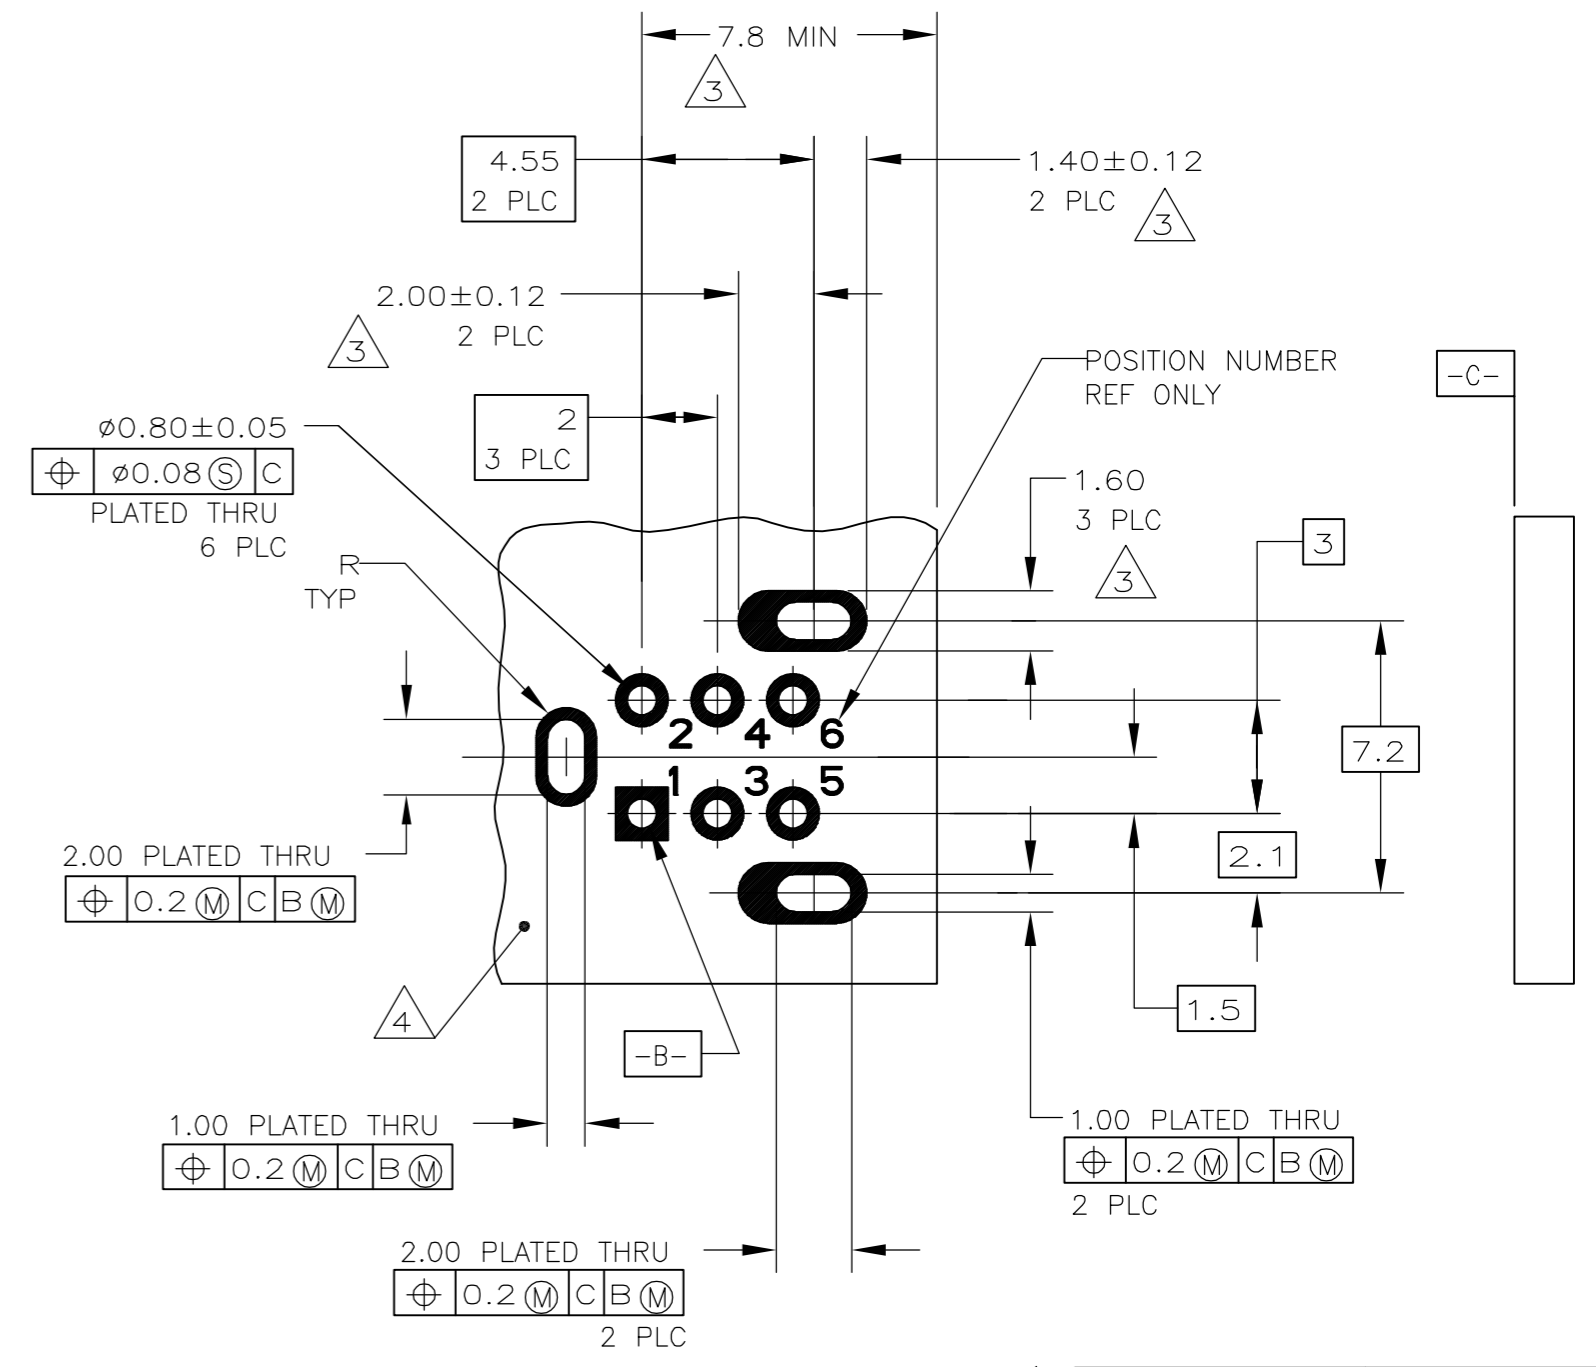 7.8 MIN
3
4.55
2 PLC
1.40±0.12
2 PLC
3
2.00±0.12
2 PLC
3
POSITION NUMBER
REF ONLY
-C-
⌀0.80±0.05
⌖ ⌀0.08 Ⓢ C
PLATED THRU
6 PLC
2
3 PLC
1.60
3 PLC
3
3
R
TYP
2 4 6
1 3 5
7.2
2.1
2.00 PLATED THRU
⌖ 0.2 Ⓜ C B Ⓜ
4
1.5
-B-
1.00 PLATED THRU
⌖ 0.2 Ⓜ C B Ⓜ
1.00 PLATED THRU
⌖ 0.2 Ⓜ C B Ⓜ
2 PLC
2.00 PLATED THRU
⌖ 0.2 Ⓜ C B Ⓜ
2 PLC